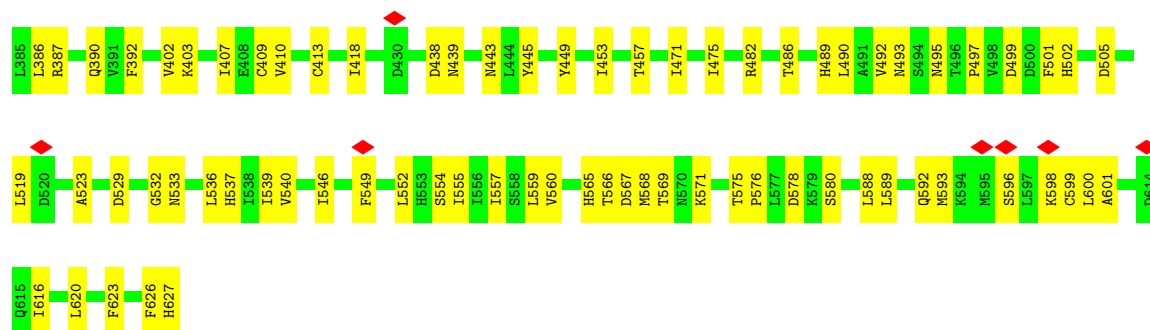 L385 L386 R387 Q390 V391 F392 V402 K403 I407 E408 C409 V410 C413 I418 D430 D438 N439 N443 L444 Y445 Y449 I453 T457 I471 I475 R482 T486 H489 L490 A491 V492 N493 S494 N495 T496 P497 V498 D499 D500 F501 H502 D505
L519 D520 A523 D529 G532 N533 L536 H537 I538 I539 V540 I546 F549 L552 H553 S554 I555 I556 I557 S558 L559 V560 H565 T566 D567 M568 T569 N570 K571 T575 P576 L577 D578 K579 S580 L588 L589 Q592 M593 K594 M595 S596 L597 K598 C599 L600 A601 D614
Q615 I616 L620 F623 F626 H627